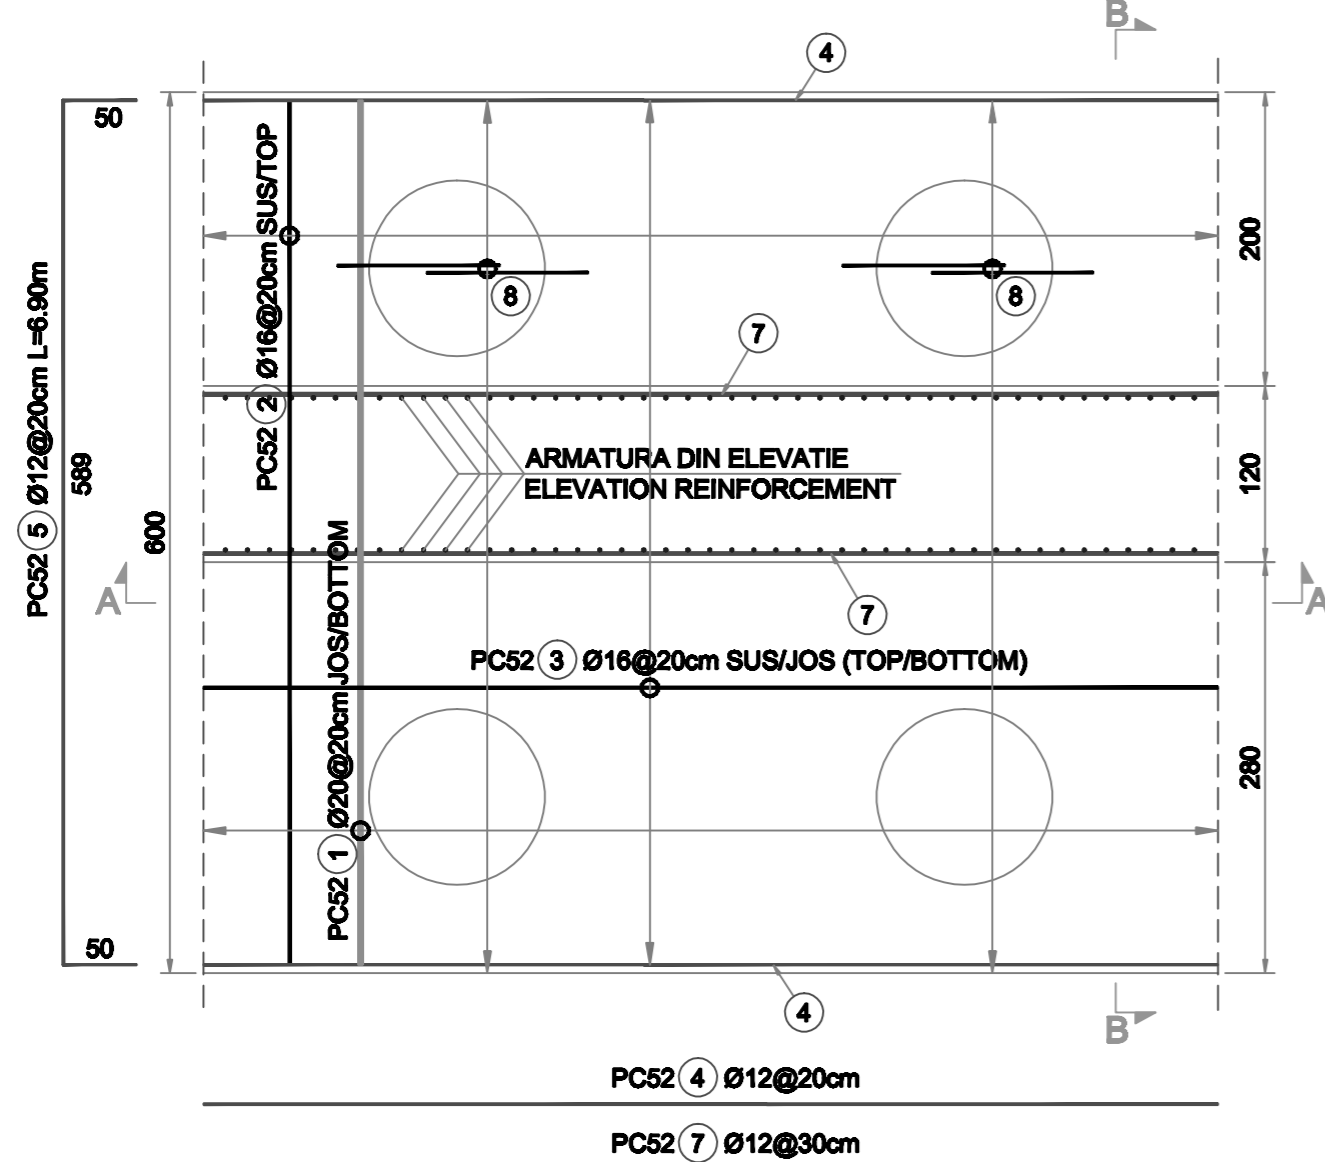 B
4
50
PC52 2 Ø16@20cm SUS/TOP
200
8
8
7
PC52 5 Ø12@20cm L=6.90m
589
600
ARMATURA DIN ELEVATIE
ELEVATION REINFORCEMENT
120
A
A
7
PC52 3 Ø16@20cm SUS/JOS (TOP/BOTTOM)
PC52 1 Ø20@20cm JOS/BOTTOM
280
50
4
B
PC52 4 Ø12@20cm
PC52 7 Ø12@30cm